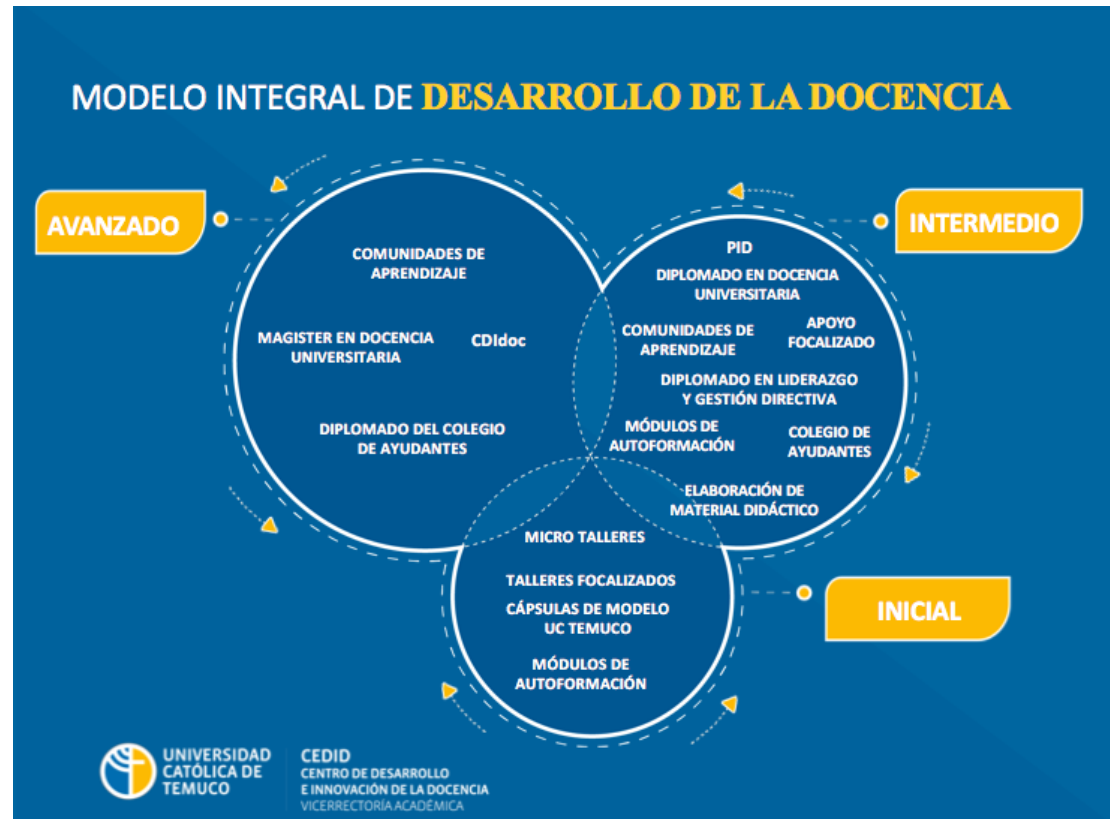 MODELO INTEGRAL DE DESARROLLO DE LA DOCENCIA
AVANZADO
COMUNIDADES DE
APRENDIZAJE
MAGISTER EN DOCENCIA
UNIVERSITARIA
CDIdoc
DIPLOMADO DEL COLEGIO
DE AYUDANTES
INTERMEDIO
PID
DIPLOMADO EN DOCENCIA
UNIVERSITARIA
COMUNIDADES DE
APRENDIZAJE
APOYO
FOCALIZADO
DIPLOMADO EN LIDERAZGO
Y GESTIÓN DIRECTIVA
MÓDULOS DE
AUTOFORMACIÓN
COLEGIO DE
AYUDANTES
ELABORACIÓN DE
MATERIAL DIDÁCTICO
INICIAL
MICRO TALLERES
TALLERES FOCALIZADOS
CÁPSULAS DE MODELO
UC TEMUCO
MÓDULOS DE
AUTOFORMACIÓN
UNIVERSIDAD
CATÓLICA DE
TEMUCO
CEDID
CENTRO DE DESARROLLO
E INNOVACIÓN DE LA DOCENCIA
VICERRECTORÍA ACADÉMICA